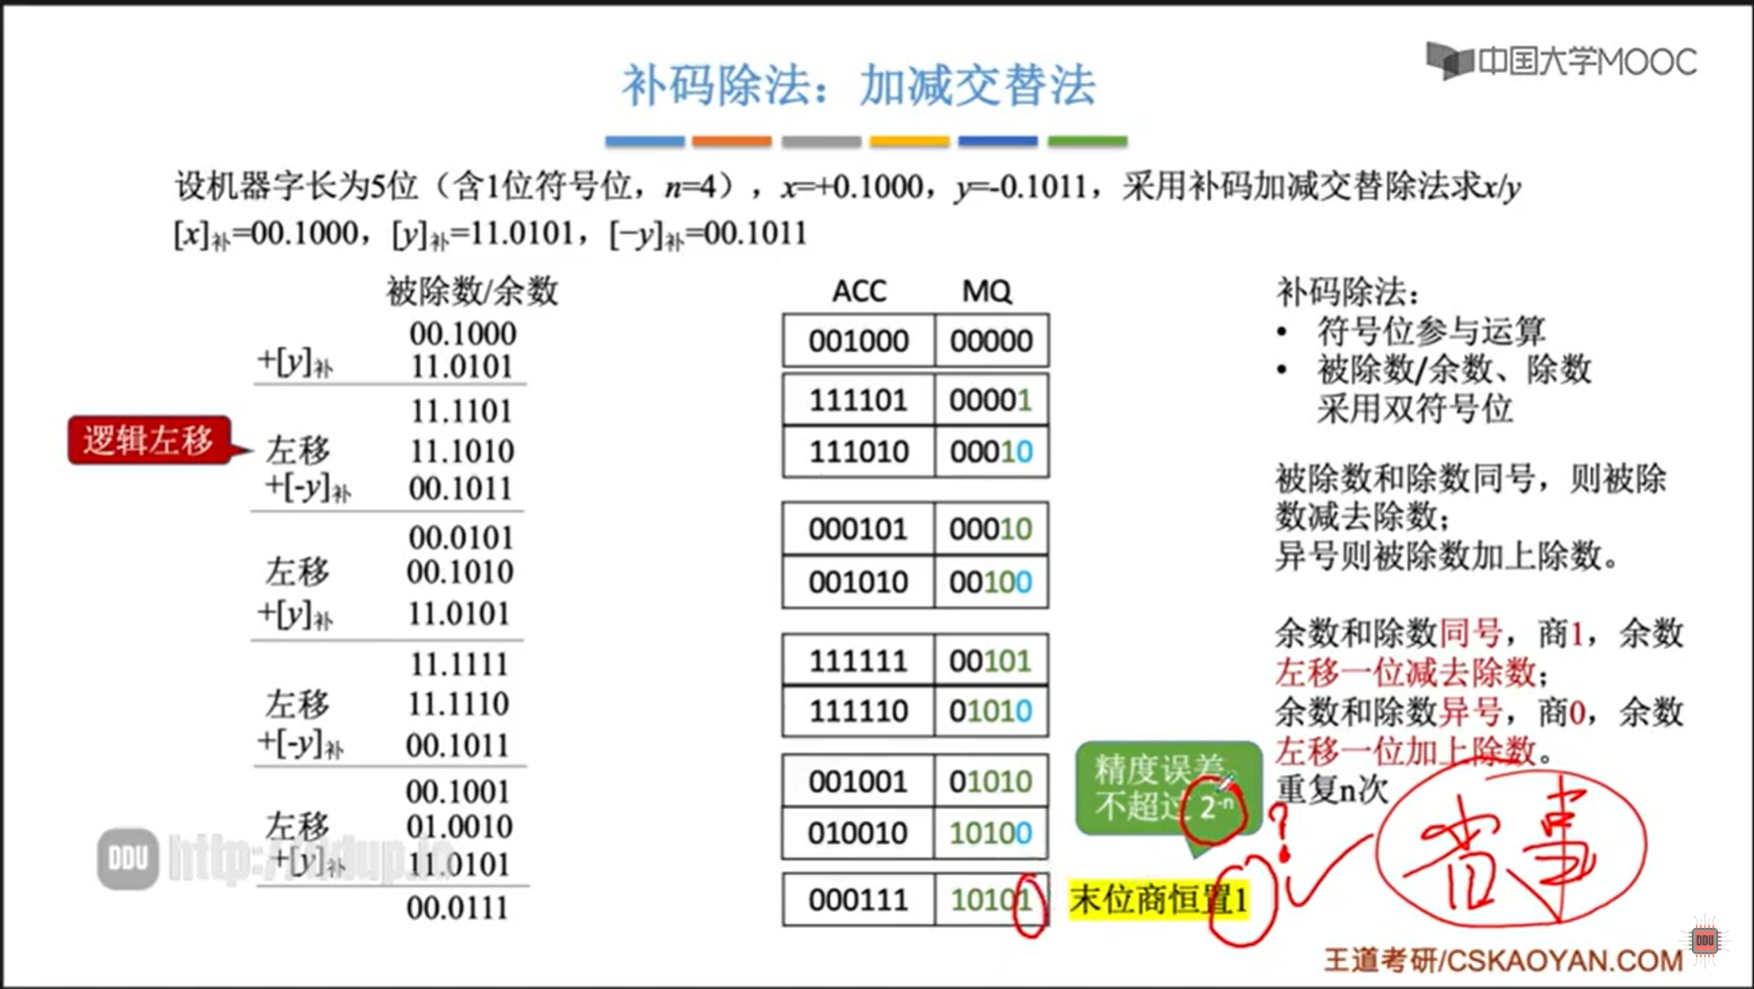 中国大学MOOC
补码除法：加减交替法
设机器字长为5位（含1位符号位，n=4），x=+0.1000，y=-0.1011，采用补码加减交替除法求x/y
[x]补=00.1000，[y]补=11.0101，[−y]补=00.1011
被除数/余数
00.1000
+[y]补 11.0101
11.1101
逻辑左移
左移 11.1010
+[-y]补 00.1011
00.0101
左移 00.1010
+[y]补 11.0101
11.1111
左移 11.1110
+[-y]补 00.1011
00.1001
左移 01.0010
+[y]补 11.0101
00.0111
ACC MQ
001000 00000
111101 00001
111010 00010
000101 00010
001010 00100
111111 00101
111110 01010
001001 01010
010010 10100
000111 10101
精度误差
不超过 2-n
末位商恒置1
补码除法：
• 符号位参与运算
• 被除数/余数、除数
采用双符号位
被除数和除数同号，则被除
数减去除数；
异号则被除数加上除数。
余数和除数同号，商1，余数
左移一位减去除数；
余数和除数异号，商0，余数
左移一位加上除数。
重复n次
?
省事
DDU
王道考研/CSKAOYAN.COM
DDU